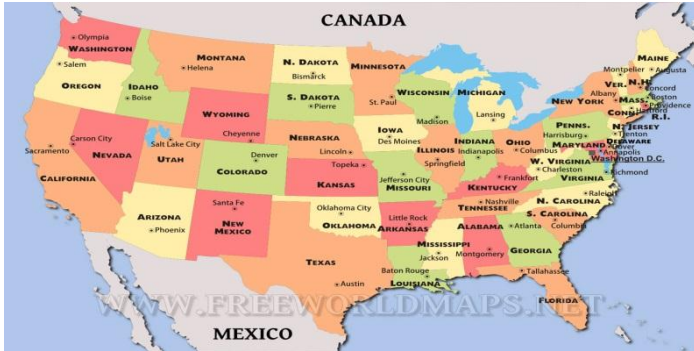 CANADA
Olympia
WASHINGTON
Salem
OREGON
IDAHO
Boise
MONTANA
Helena
N. DAKOTA
Bismarck
S. DAKOTA
Pierre
MINNESOTA
St. Paul
WISCONSIN
Madison
MICHIGAN
Lansing
MAINE
Augusta
Montpelier
VER.
N.H.
Concord
Albany
NEW YORK
MASS.
Boston
Providence
CONN.
Hartford
R.I.
WYOMING
Cheyenne
NEBRASKA
Lincoln
IOWA
Des Moines
ILLINOIS
Springfield
INDIANA
Indianapolis
OHIO
Columbus
PENNS.
Harrisburg
N. JERSEY
Trenton
DELAWARE
Dover
MARYLAND
Annapolis
Washington D.C.
W. VIRGINIA
Charleston
VIRGINIA
Richmond
Carson City
Sacramento
NEVADA
CALIFORNIA
Salt Lake City
UTAH
Denver
COLORADO
Topeka
KANSAS
Jefferson City
MISSOURI
Frankfort
KENTUCKY
Nashville
TENNESSEE
Raleigh
N. CAROLINA
S. CAROLINA
Columbia
ARIZONA
Phoenix
Santa Fe
NEW
MEXICO
Oklahoma City
OKLAHOMA
Little Rock
ARKANSAS
MISSISSIPPI
Jackson
ALABAMA
Montgomery
Atlanta
GEORGIA
TEXAS
Austin
Baton Rouge
LOUISIANA
Tallahassee
FLORIDA
WWW.FREEWORLDMAPS.NET
MEXICO